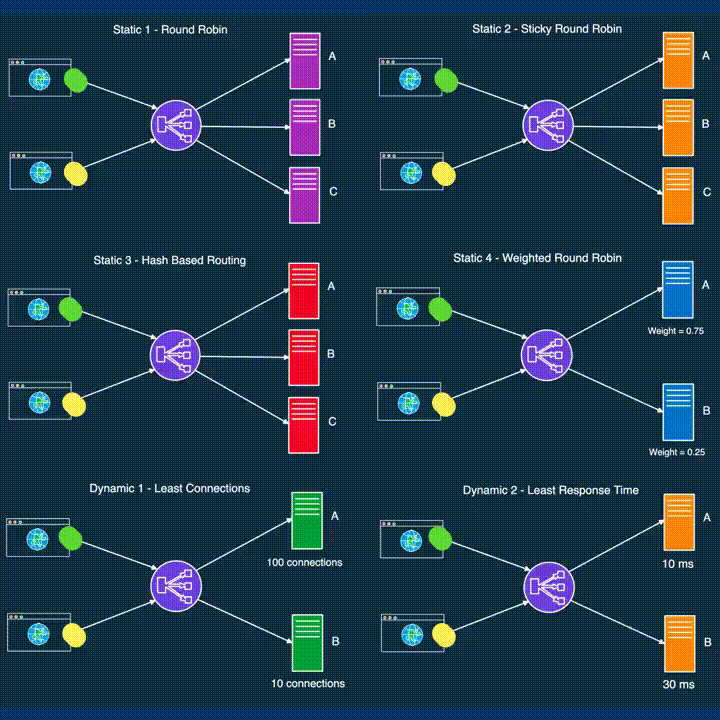 Static 1 - Round Robin
A
B
C
Static 2 - Sticky Round Robin
A
B
C
Static 3 - Hash Based Routing
A
B
C
Static 4 - Weighted Round Robin
A
Weight = 0.75
B
Weight = 0.25
Dynamic 1 - Least Connections
A
100 connections
B
10 connections
Dynamic 2 - Least Response Time
A
10 ms
B
30 ms